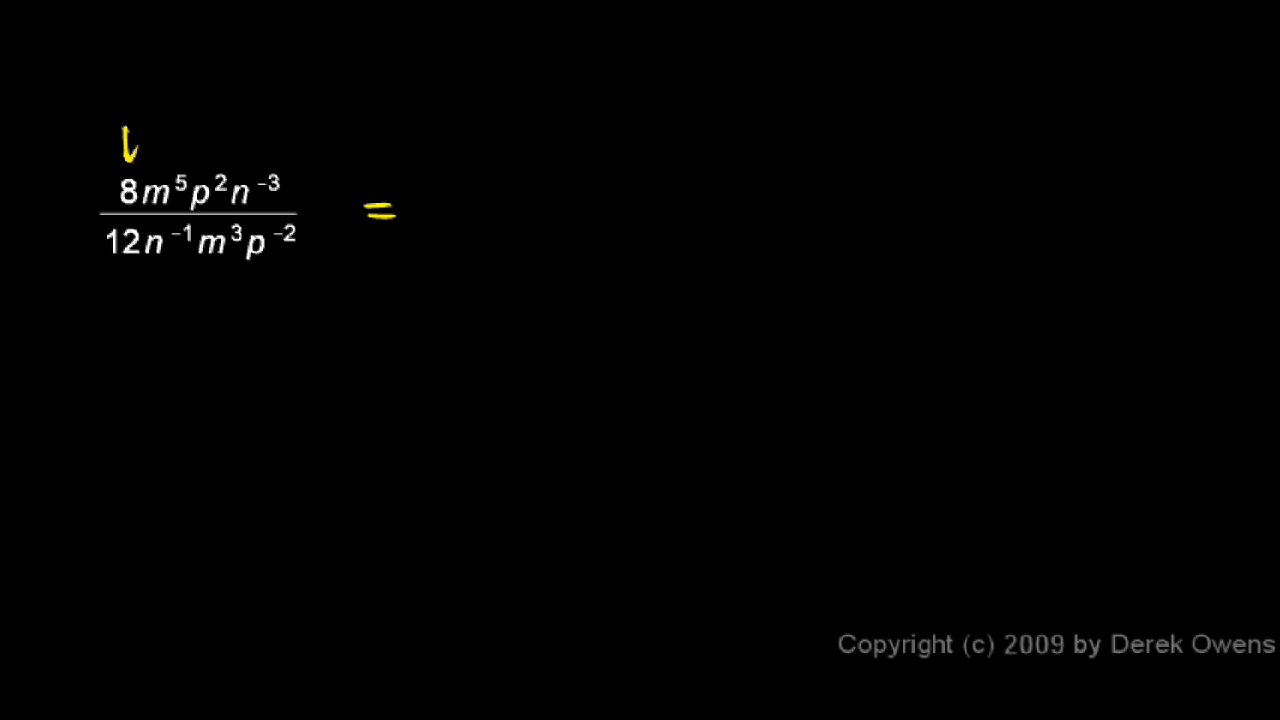 8m⁵p²n⁻³
12n⁻¹m³p⁻²
=
Copyright (c) 2009 by Derek Owens